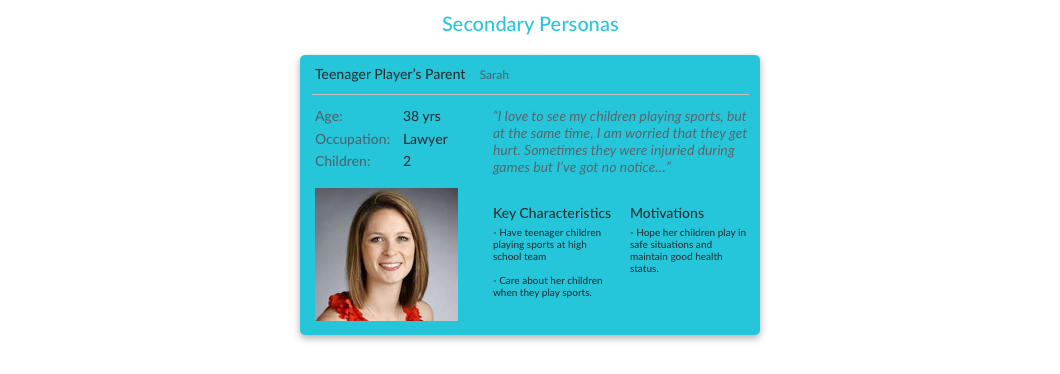 Secondary Personas
Teenager Player's Parent Sarah
Age: 38 yrs
Occupation: Lawyer
Children: 2
"I love to see my children playing sports, but
at the same time, I am worried that they get
hurt. Sometimes they were injured during
games but I've got no notice..."
Key Characteristics
- Have teenager children
playing sports at high
school team
- Care about her children
when they play sports.
Motivations
- Hope her children play in
safe situations and
maintain good health
status.